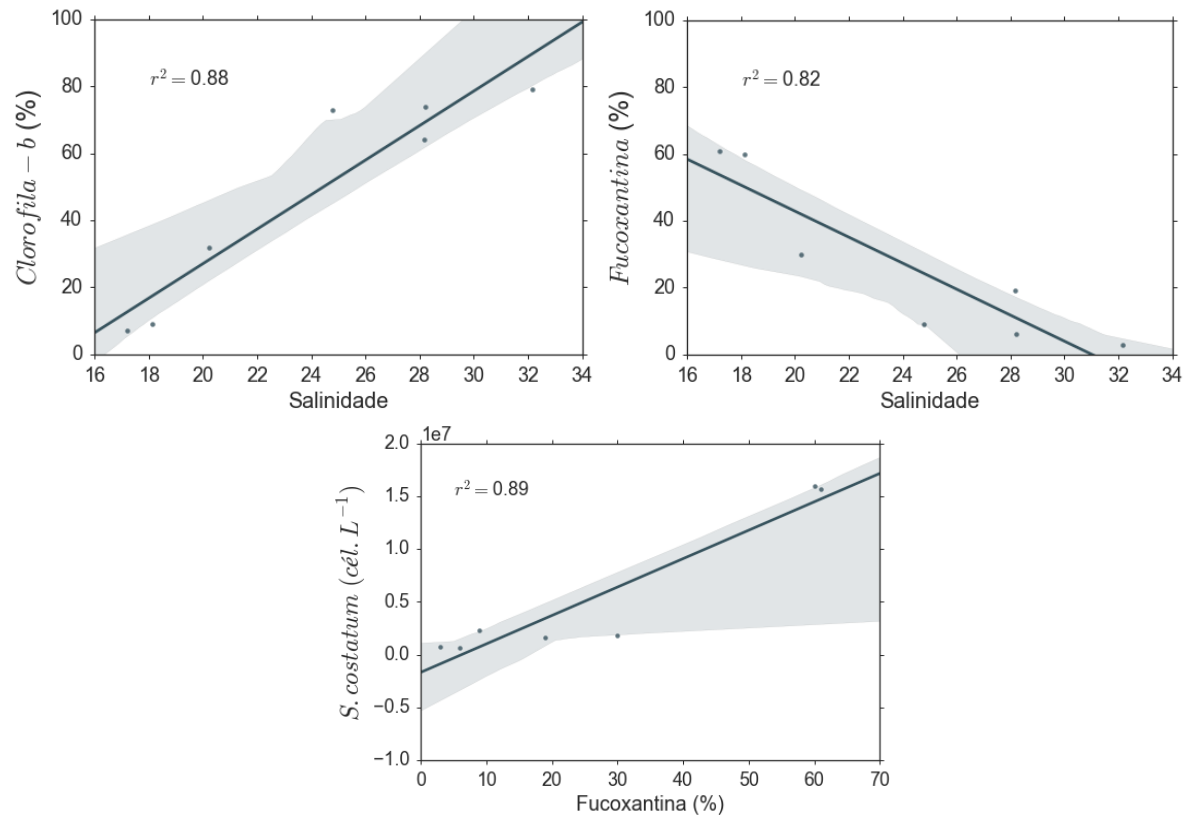 100
80
60
40
20
0
Clorofila − b (%)
r² = 0.88
16 18 20 22 24 26 28 30 32 34
Salinidade
100
80
60
40
20
0
Fucoxantina (%)
r² = 0.82
16 18 20 22 24 26 28 30 32 34
Salinidade
1e7
2.0
1.5
1.0
0.5
0.0
−0.5
−1.0
S. costatum (cél. L⁻¹)
r² = 0.89
0 10 20 30 40 50 60 70
Fucoxantina (%)